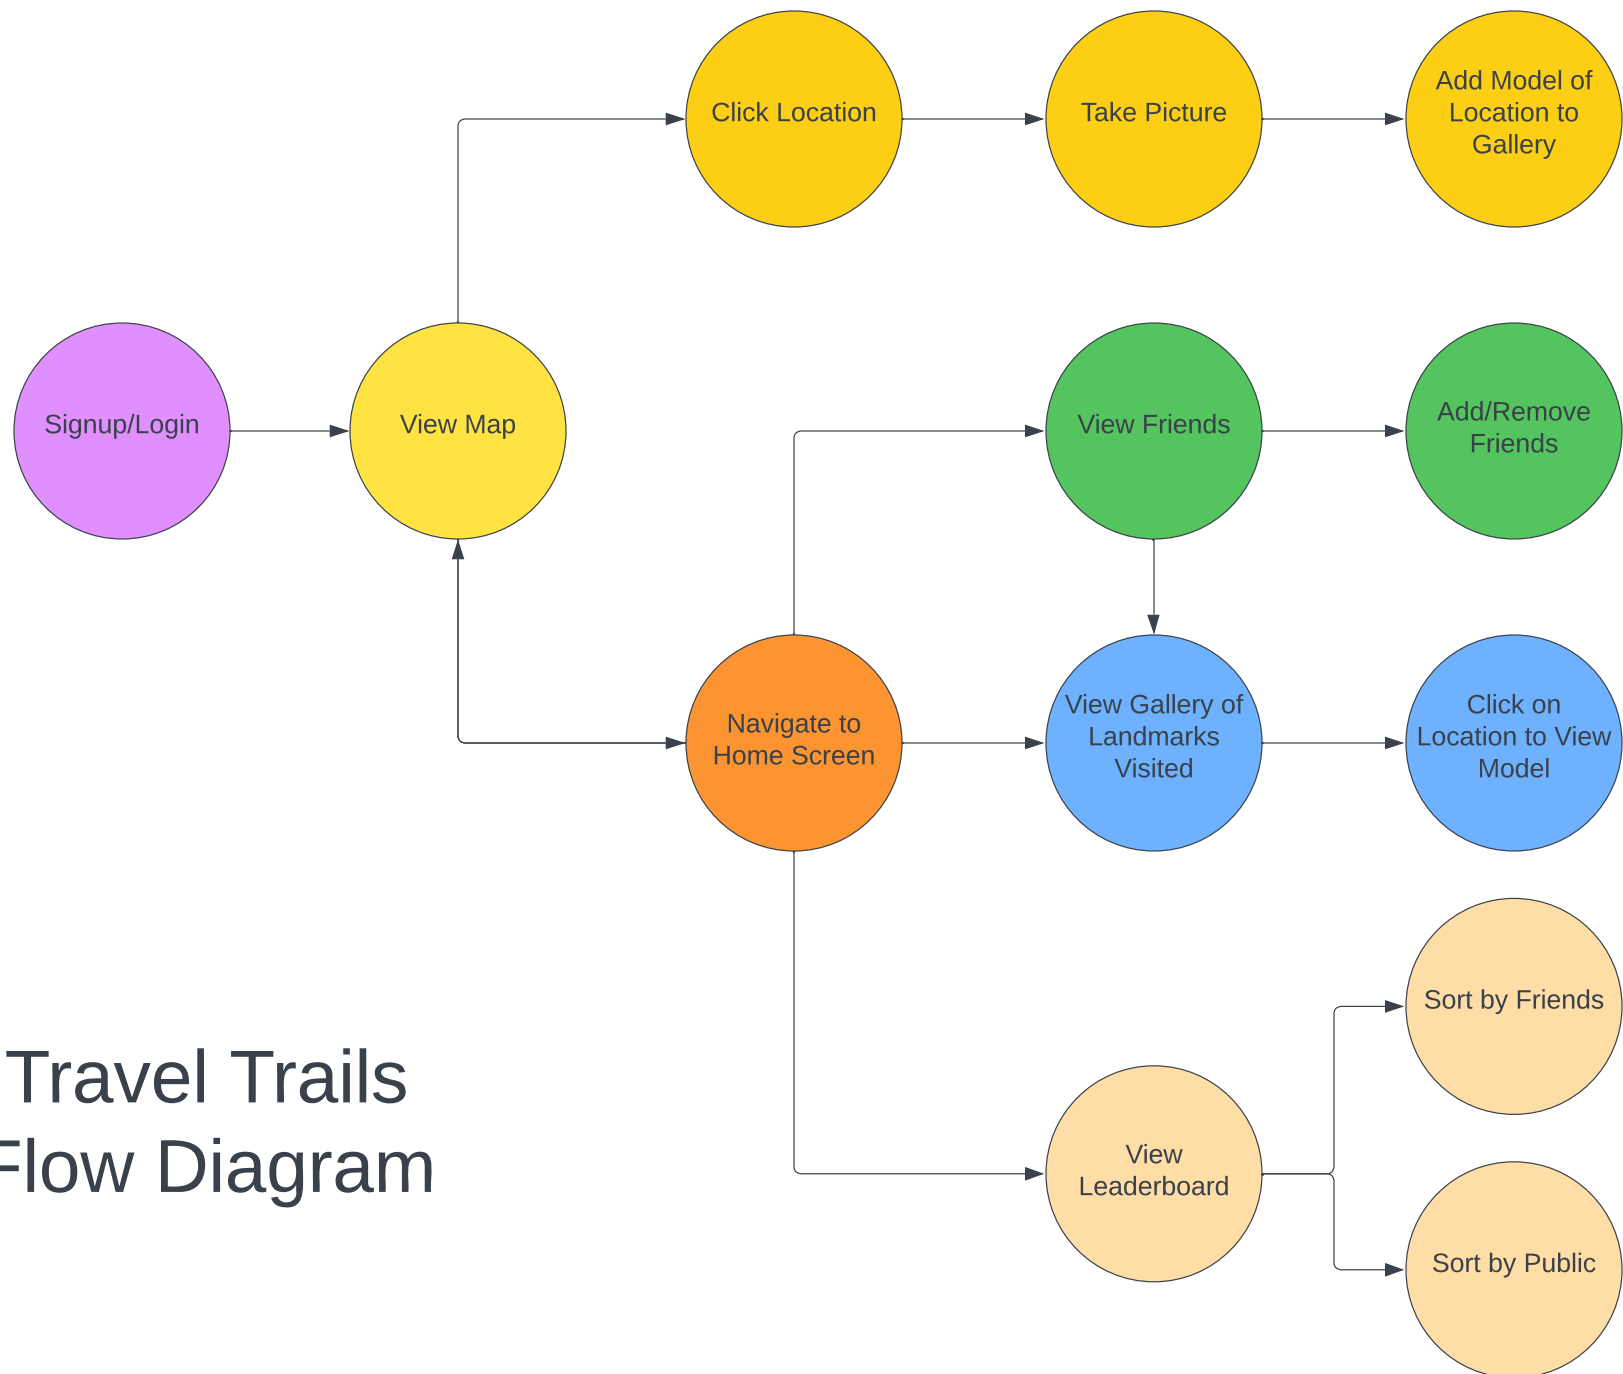 Click Location
Take Picture
Add Model of
Location to
Gallery
Signup/Login
View Map
View Friends
Add/Remove
Friends
Navigate to
Home Screen
View Gallery of
Landmarks
Visited
Click on
Location to View
Model
Sort by Friends
View
Leaderboard
Sort by Public
Travel Trails
Flow Diagram